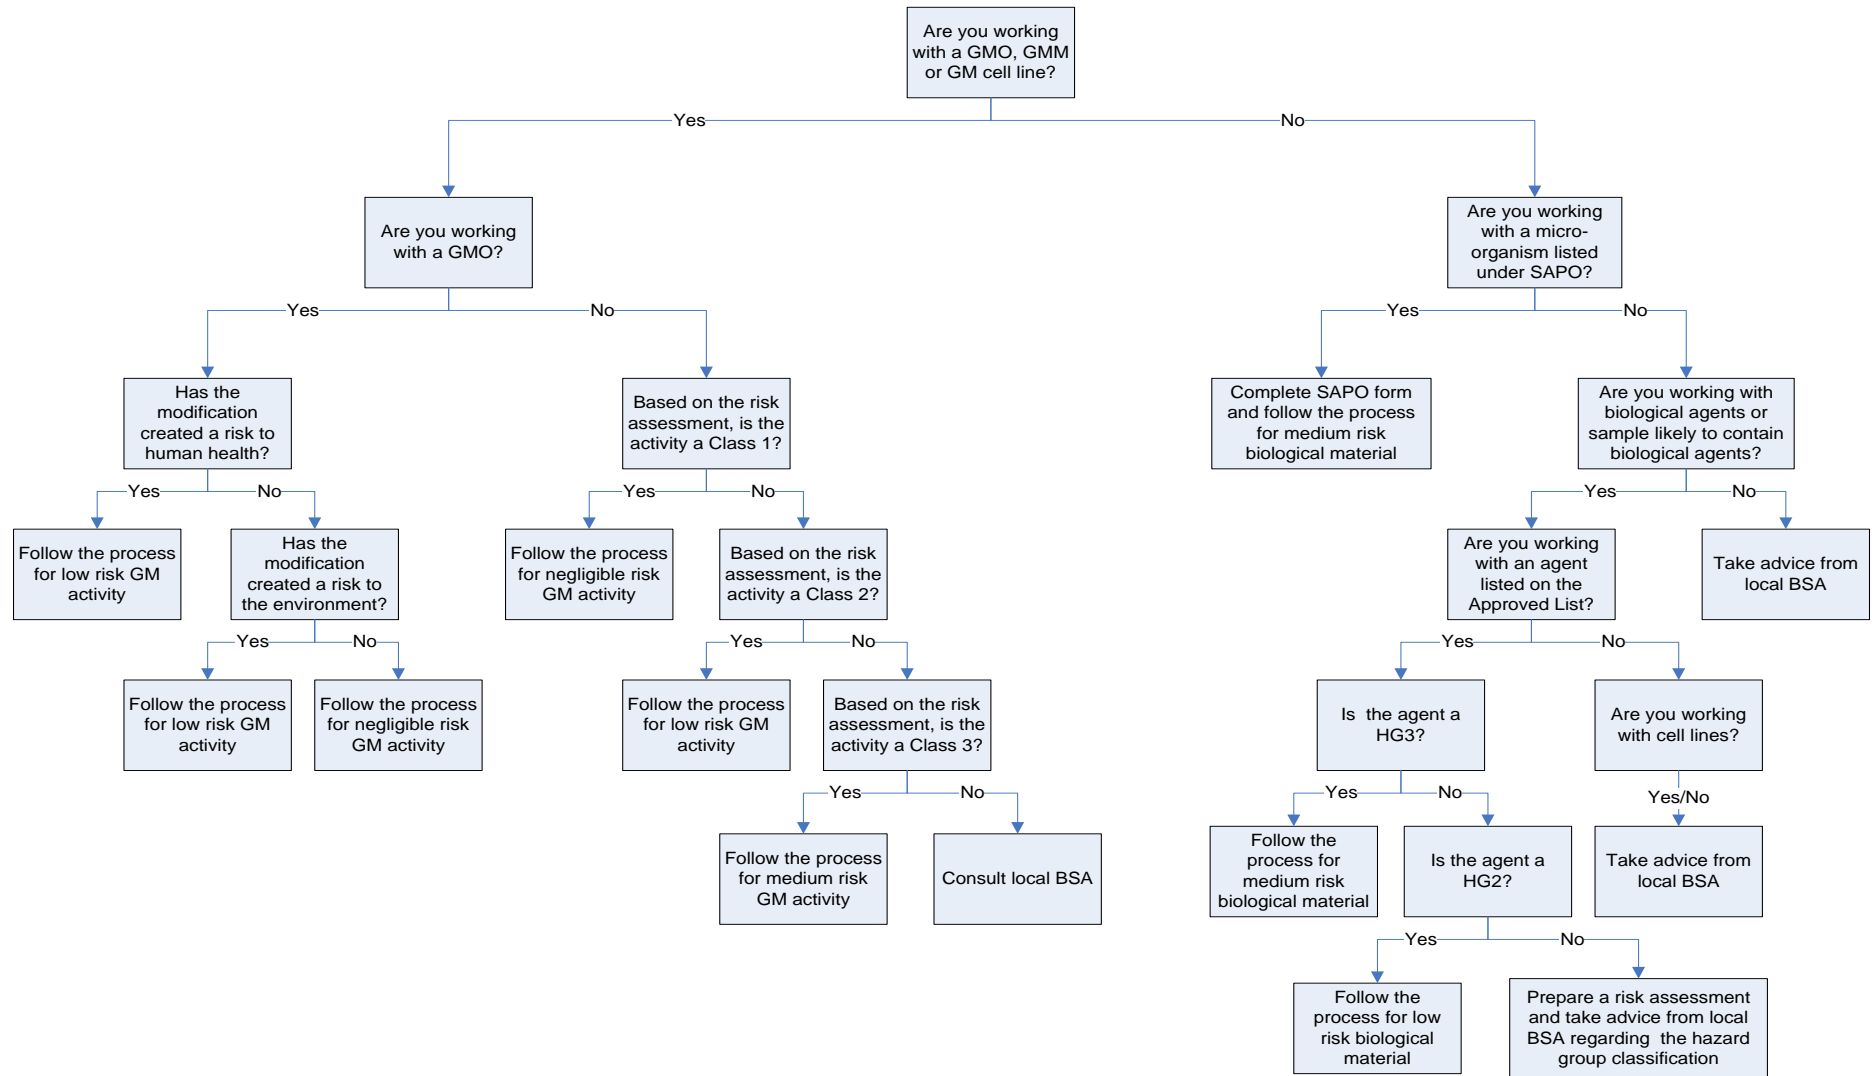 Are you working
with a GMO, GMM
or GM cell line?
Yes
No
Are you working
with a GMO?
Are you working
with a micro-
organism listed
under SAPO?
Yes
No
Yes
No
Has the
modification
created a risk to
human health?
Based on the risk
assessment, is the
activity a Class 1?
Complete SAPO form
and follow the process
for medium risk
biological material
Are you working with
biological agents or
sample likely to contain
biological agents?
Yes
No
Yes
No
Yes
No
Follow the process
for low risk GM
activity
Has the
modification
created a risk to
the environment?
Follow the process
for negligible risk
GM activity
Based on the risk
assessment, is the
activity a Class 2?
Are you working
with an agent
listed on the
Approved List?
Take advice from
local BSA
Yes
No
Yes
No
Yes
No
Follow the process
for low risk GM
activity
Follow the process
for negligible risk
GM activity
Follow the process
for low risk GM
activity
Based on the risk
assessment, is the
activity a Class 3?
Is  the agent a
HG3?
Are you working
with cell lines?
Yes
No
Yes
No
Yes/No
Follow the process
for medium risk
GM activity
Consult local BSA
Follow the
process for
medium risk
biological material
Is the agent a
HG2?
Take advice from
local BSA
Yes
No
Follow the
process for low
risk biological
material
Prepare a risk assessment
and take advice from local
BSA regarding  the hazard
group classification